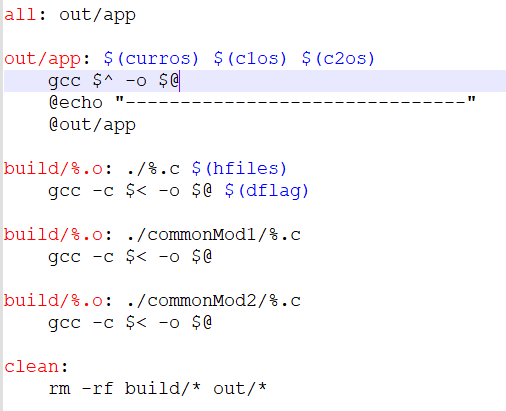 all: out/app
out/app: $(curros) $(c1os) $(c2os)
gcc $^ -o $@
@echo "-------------------------------"
@out/app
build/%.o: ./%.c $(hfiles)
gcc -c $< -o $@ $(dflag)
build/%.o: ./commonMod1/%.c
gcc -c $< -o $@
build/%.o: ./commonMod2/%.c
gcc -c $< -o $@
clean:
rm -rf build/* out/*